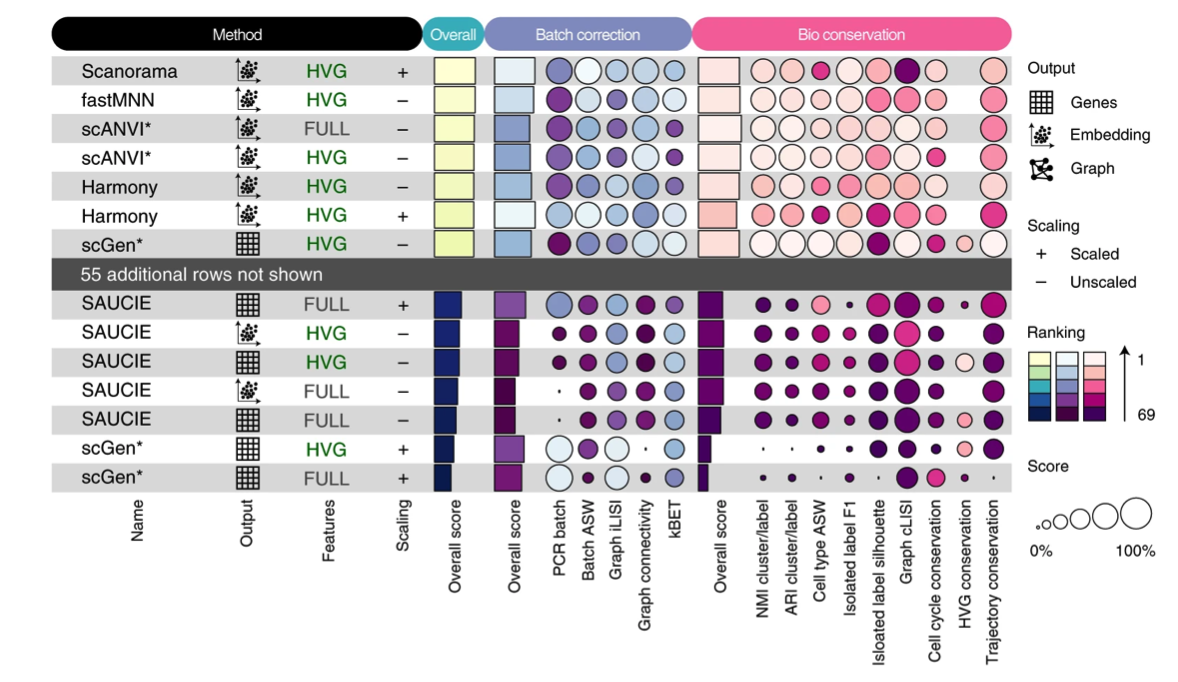 Method Overall Batch correction Bio conservation
Scanorama HVG +
fastMNN HVG –
scANVI* FULL –
scANVI* HVG –
Harmony HVG –
Harmony HVG +
scGen* HVG –
55 additional rows not shown
SAUCIE FULL +
SAUCIE HVG –
SAUCIE HVG –
SAUCIE FULL –
SAUCIE FULL –
scGen* HVG +
scGen* FULL +
Name
Output
Features
Scaling
Overall score
Overall score
PCR batch
Batch ASW
Graph iLISI
Graph connectivity
kBET
Overall score
NMI cluster/label
ARI cluster/label
Cell type ASW
Isolated label F1
Isloated label silhouette
Graph cLISI
Cell cycle conservation
HVG conservation
Trajectory conservation
Output
Genes
Embedding
Graph
Scaling
+ Scaled
– Unscaled
Ranking
1
69
Score
0% 100%